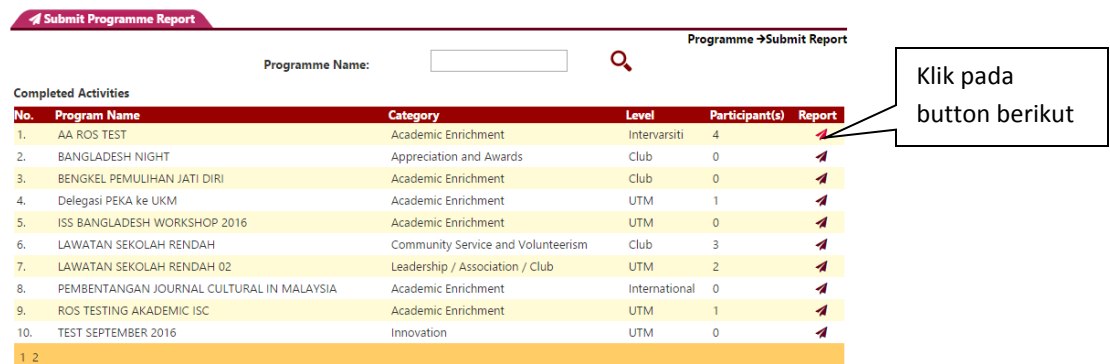 Submit Programme Report
Programme →Submit Report
Programme Name:
Completed Activities
No. Program Name Category Level Participant(s) Report
1. AA ROS TEST Academic Enrichment Intervarsiti 4
2. BANGLADESH NIGHT Appreciation and Awards Club 0
3. BENGKEL PEMULIHAN JATI DIRI Academic Enrichment Club 0
4. Delegasi PEKA ke UKM Academic Enrichment UTM 1
5. ISS BANGLADESH WORKSHOP 2016 Academic Enrichment UTM 0
6. LAWATAN SEKOLAH RENDAH Community Service and Volunteerism Club 3
7. LAWATAN SEKOLAH RENDAH 02 Leadership / Association / Club UTM 2
8. PEMBENTANGAN JOURNAL CULTURAL IN MALAYSIA Academic Enrichment International 0
9. ROS TESTING AKADEMIC ISC Academic Enrichment UTM 1
10. TEST SEPTEMBER 2016 Innovation UTM 0
1 2
Klik pada
button berikut